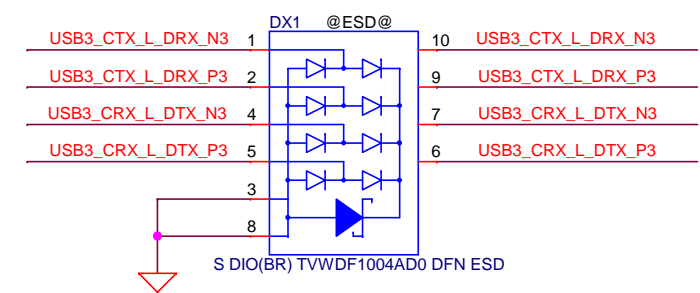 DX1 @ESD@
USB3_CTX_L_DRX_N3 1 10 USB3_CTX_L_DRX_N3
USB3_CTX_L_DRX_P3 2 9 USB3_CTX_L_DRX_P3
USB3_CRX_L_DTX_N3 4 7 USB3_CRX_L_DTX_N3
USB3_CRX_L_DTX_P3 5 6 USB3_CRX_L_DTX_P3
3
8
S DIO(BR) TVWDF1004AD0 DFN ESD